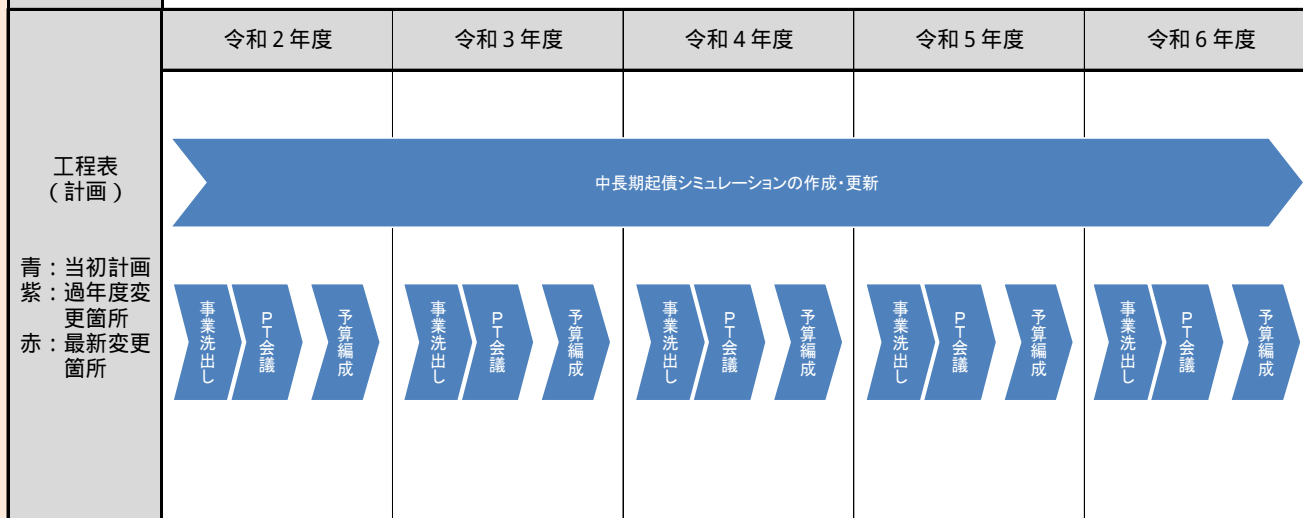 令和２年度
令和３年度
令和４年度
令和５年度
令和６年度
工程表
（計画）
青：当初計画
紫：過年度変
更箇所
赤：最新変更
箇所
中長期起債シミュレーションの作成・更新
事業洗出し
ＰＴ会議
予算編成
事業洗出し
ＰＴ会議
予算編成
事業洗出し
ＰＴ会議
予算編成
事業洗出し
ＰＴ会議
予算編成
事業洗出し
ＰＴ会議
予算編成